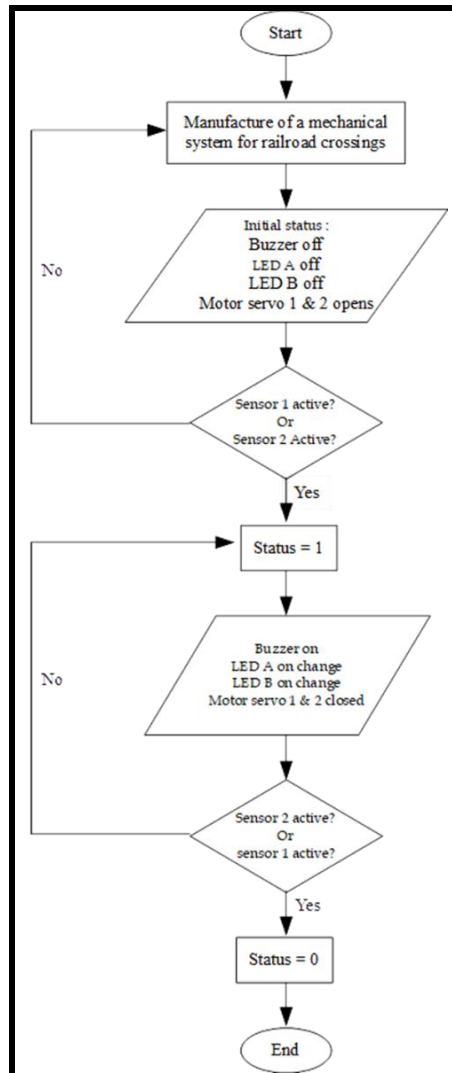 Start
Manufacture of a mechanical
system for railroad crossings
Initial status :
Buzzer off
LED A off
LED B off
Motor servo 1 & 2 opens
No
Sensor 1 active?
Or
Sensor 2 Active?
Yes
Status = 1
Buzzer on
LED A on change
LED B on change
Motor servo 1 & 2 closed
No
Sensor 2 active?
Or
sensor 1 active?
Yes
Status = 0
End